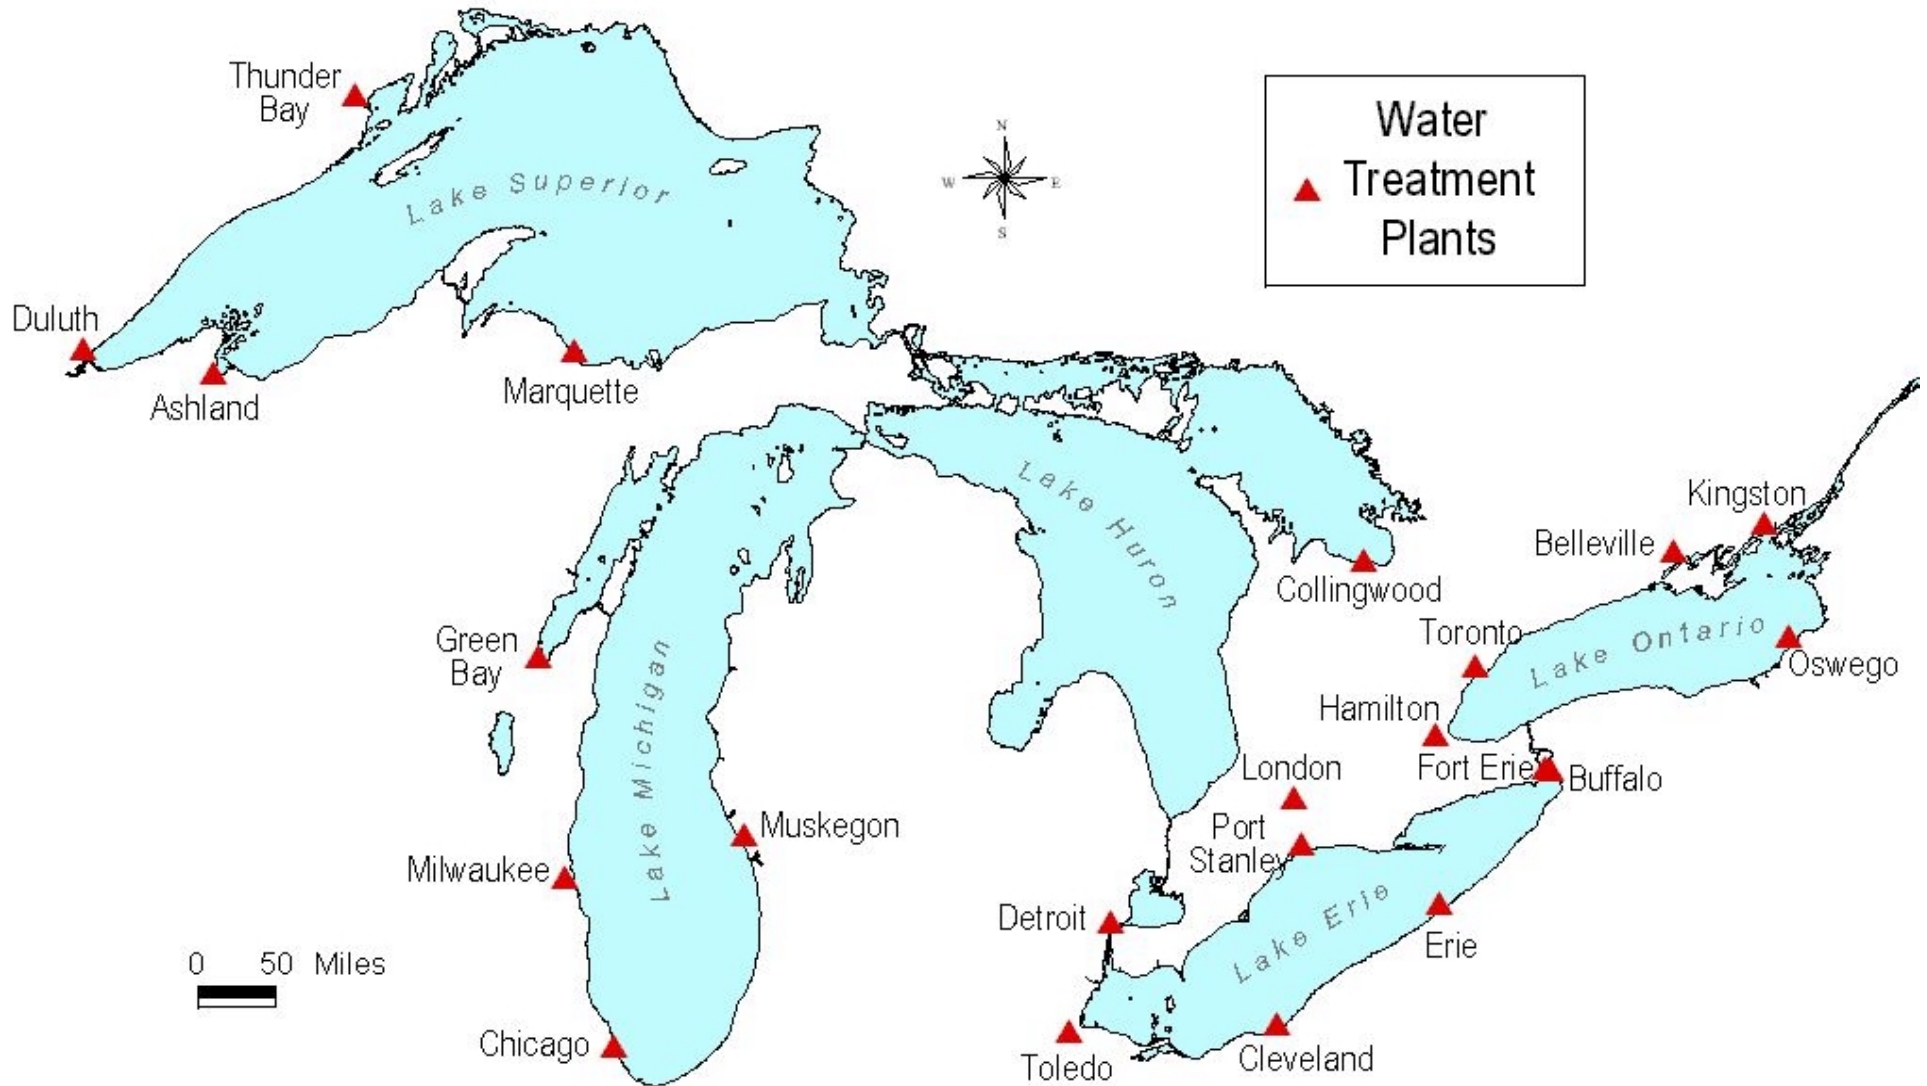 Thunder
Bay
Water
Treatment
Plants
N
W
E
S
Lake Superior
Duluth
Ashland
Marquette
Lake Huron
Kingston
Belleville
Collingwood
Toronto
Lake Ontario
Oswego
Green
Bay
Lake Michigan
Hamilton
Fort Erie
Buffalo
London
Port
Stanley
Muskegon
Milwaukee
Detroit
Lake Erie
Erie
0 50 Miles
Chicago
Toledo
Cleveland